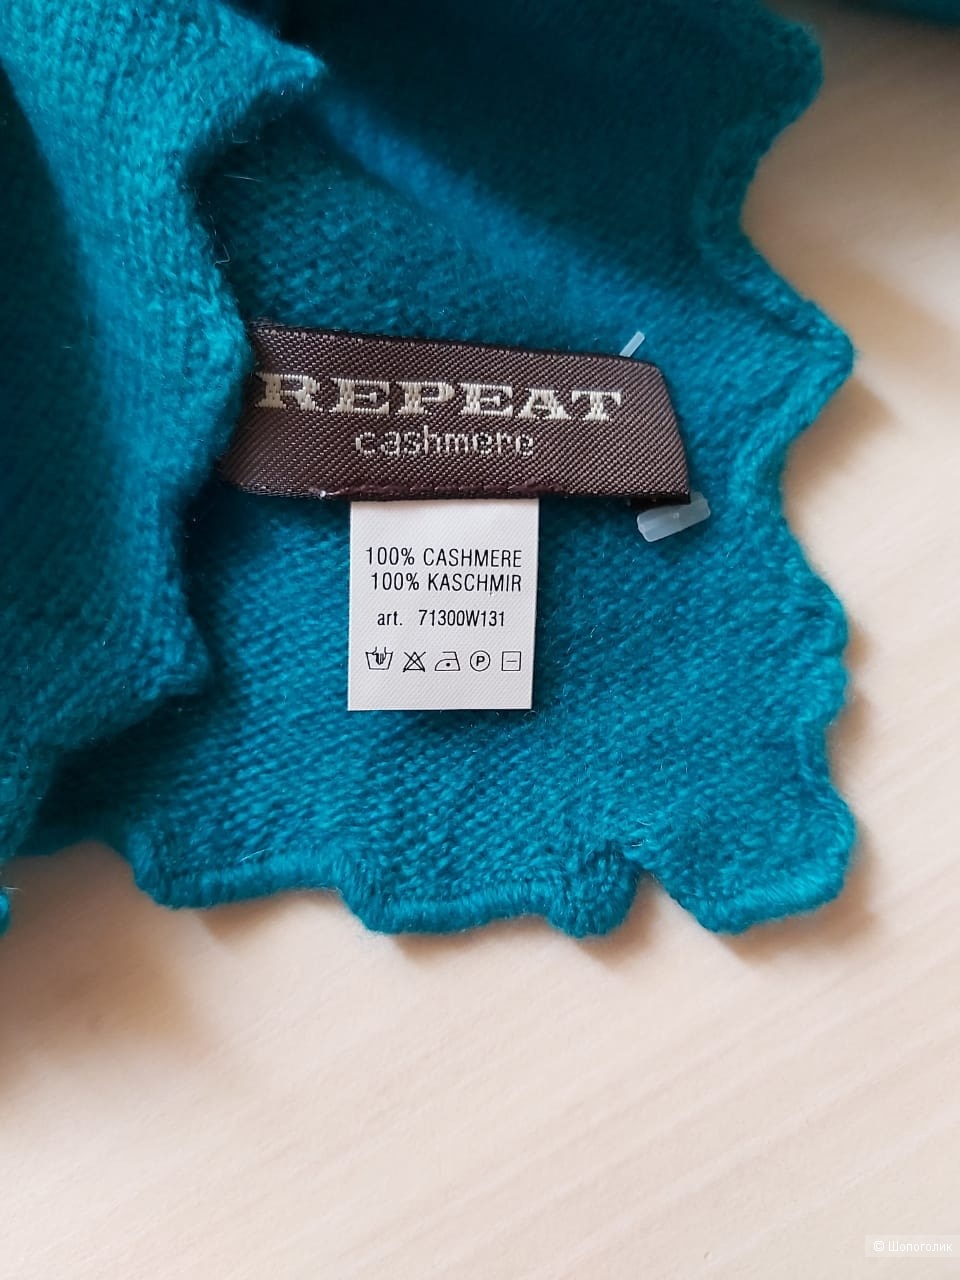 REPEAT
cashmere
100% CASHMERE
100% KASCHMIR
art. 71300W131
P
© Шопоголик